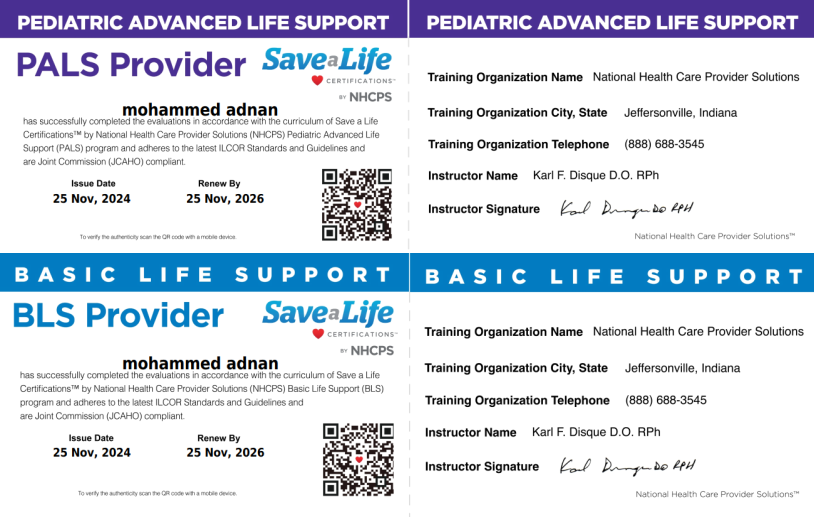 PEDIATRIC ADVANCED LIFE SUPPORT
PALS Provider
Save a Life
CERTIFICATIONS™
BY NHCPS
mohammed adnan
has successfully completed the evaluations in accordance with the curriculum of Save a Life
Certifications™ by National Health Care Provider Solutions (NHCPS) Pediatric Advanced Life
Support (PALS) program and adheres to the latest ILCOR Standards and Guidelines and
are Joint Commission (JCAHO) compliant.
Issue Date Renew By
25 Nov, 2024 25 Nov, 2026
To verify the authenticity scan the QR code with a mobile device.
PEDIATRIC ADVANCED LIFE SUPPORT
Training Organization Name National Health Care Provider Solutions
Training Organization City, State Jeffersonville, Indiana
Training Organization Telephone (888) 688-3545
Instructor Name Karl F. Disque D.O. RPh
Instructor Signature Karl Disque DO RPH
National Health Care Provider Solutions™
BASIC LIFE SUPPORT
BLS Provider
Save a Life
CERTIFICATIONS™
BY NHCPS
mohammed adnan
has successfully completed the evaluations in accordance with the curriculum of Save a Life
Certifications™ by National Health Care Provider Solutions (NHCPS) Basic Life Support (BLS)
program and adheres to the latest ILCOR Standards and Guidelines and
are Joint Commission (JCAHO) compliant.
Issue Date Renew By
25 Nov, 2024 25 Nov, 2026
To verify the authenticity scan the QR code with a mobile device.
BASIC LIFE SUPPORT
Training Organization Name National Health Care Provider Solutions
Training Organization City, State Jeffersonville, Indiana
Training Organization Telephone (888) 688-3545
Instructor Name Karl F. Disque D.O. RPh
Instructor Signature Karl Disque DO RPH
National Health Care Provider Solutions™